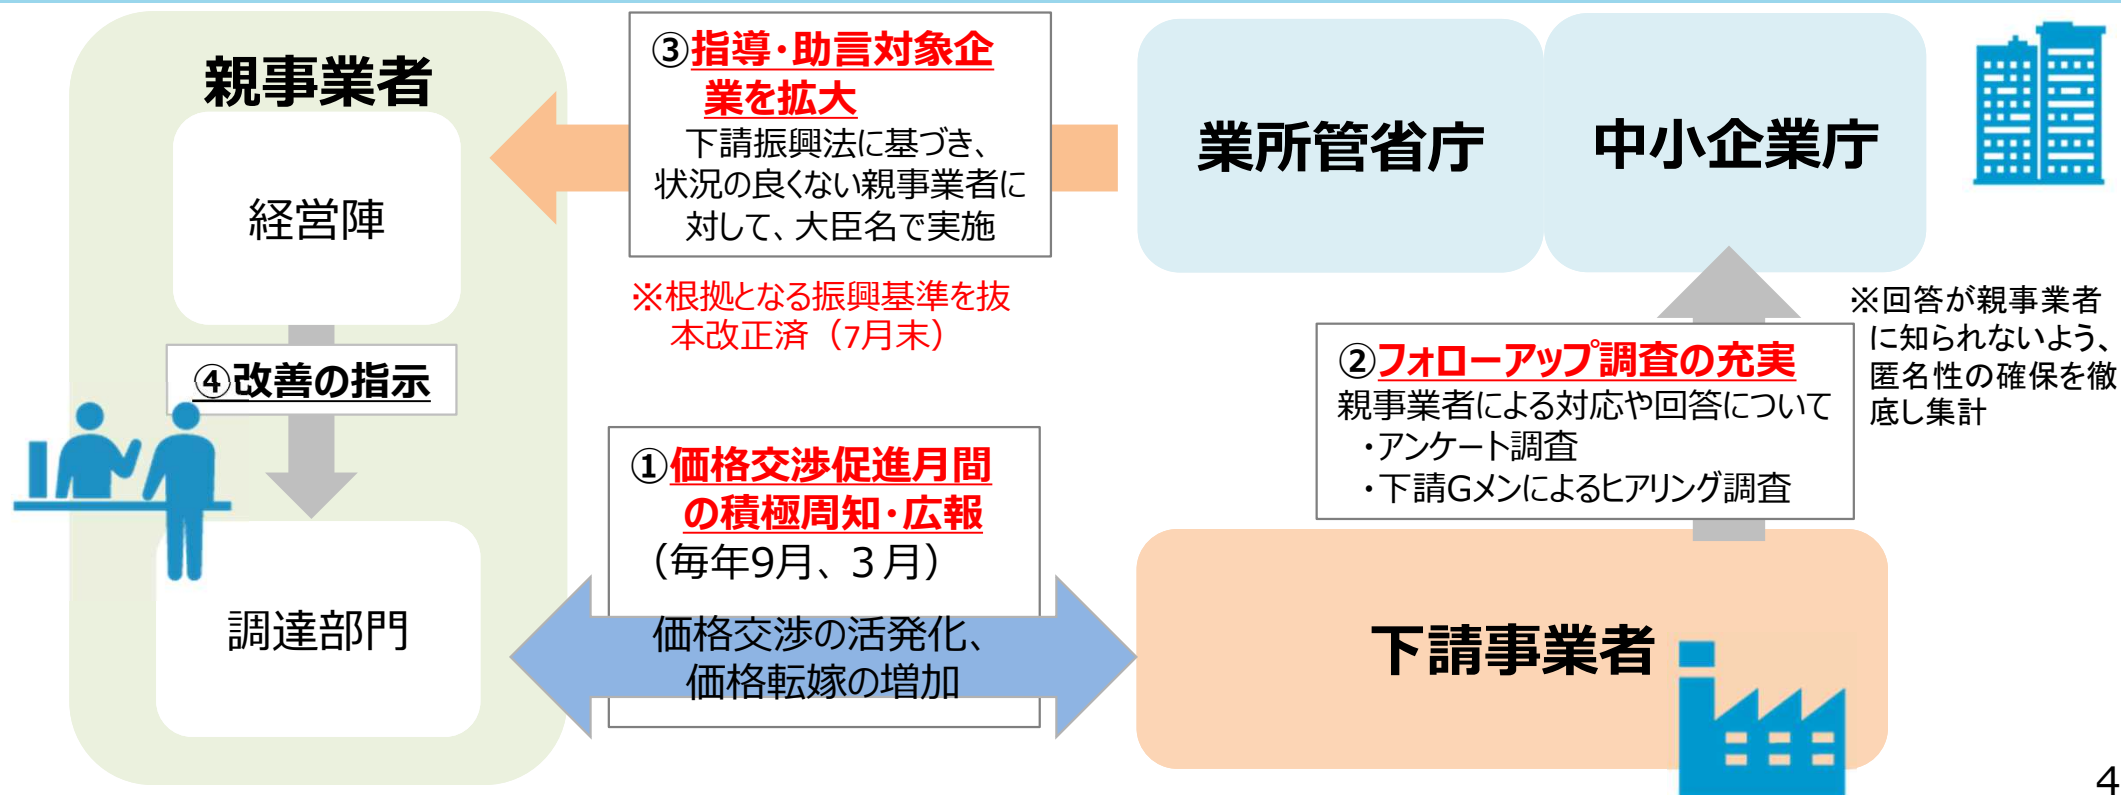 親事業者
経営陣
④改善の指示
調達部門
③指導・助言対象企
業を拡大
下請振興法に基づき、
状況の良くない親事業者に
対して、大臣名で実施
※根拠となる振興基準を抜
本改正済（7月末）
①価格交渉促進月間
の積極周知・広報
（毎年9月、３月）
価格交渉の活発化、
価格転嫁の増加
業所管省庁
中小企業庁
②フォローアップ調査の充実
親事業者による対応や回答について
・アンケート調査
・下請Gメンによるヒアリング調査
※回答が親事業者
に知られないよう、
匿名性の確保を徹
底し集計
下請事業者
4